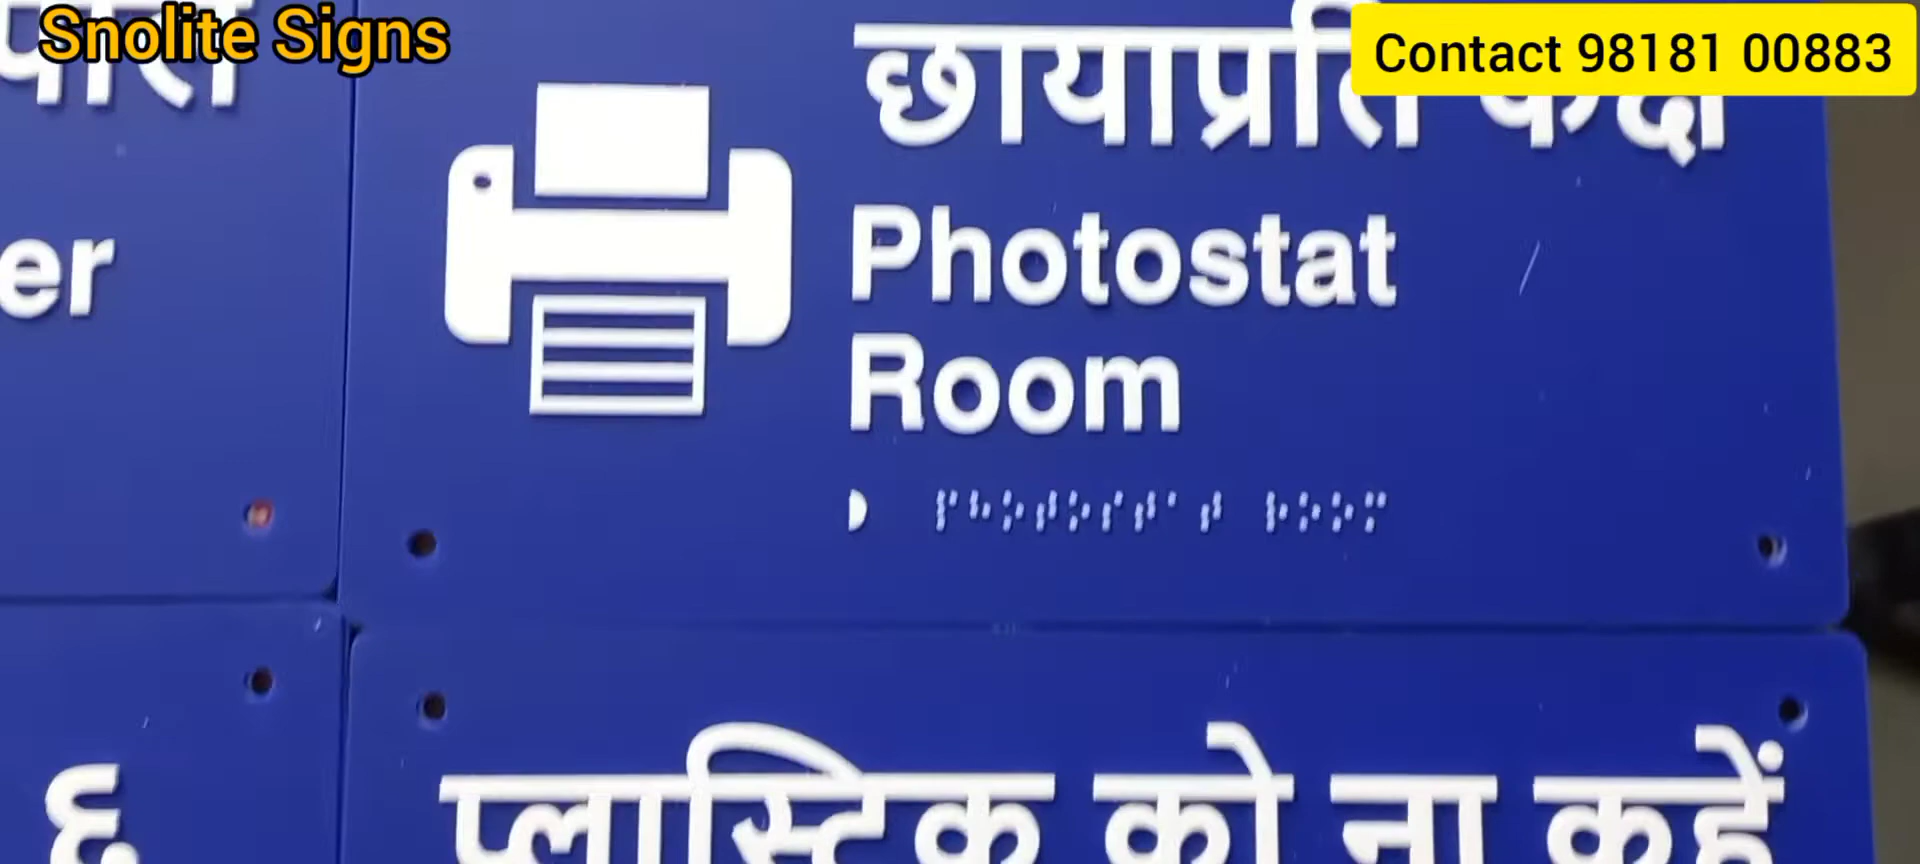 Snolite Signs
Contact 98181 00883
छायाप्रति कक्ष
Photostat
Room
⠏⠓⠕⠞⠕⠎⠞⠁⠞ ⠗⠕⠕⠍
er
प्लास्टिक को ना कहें